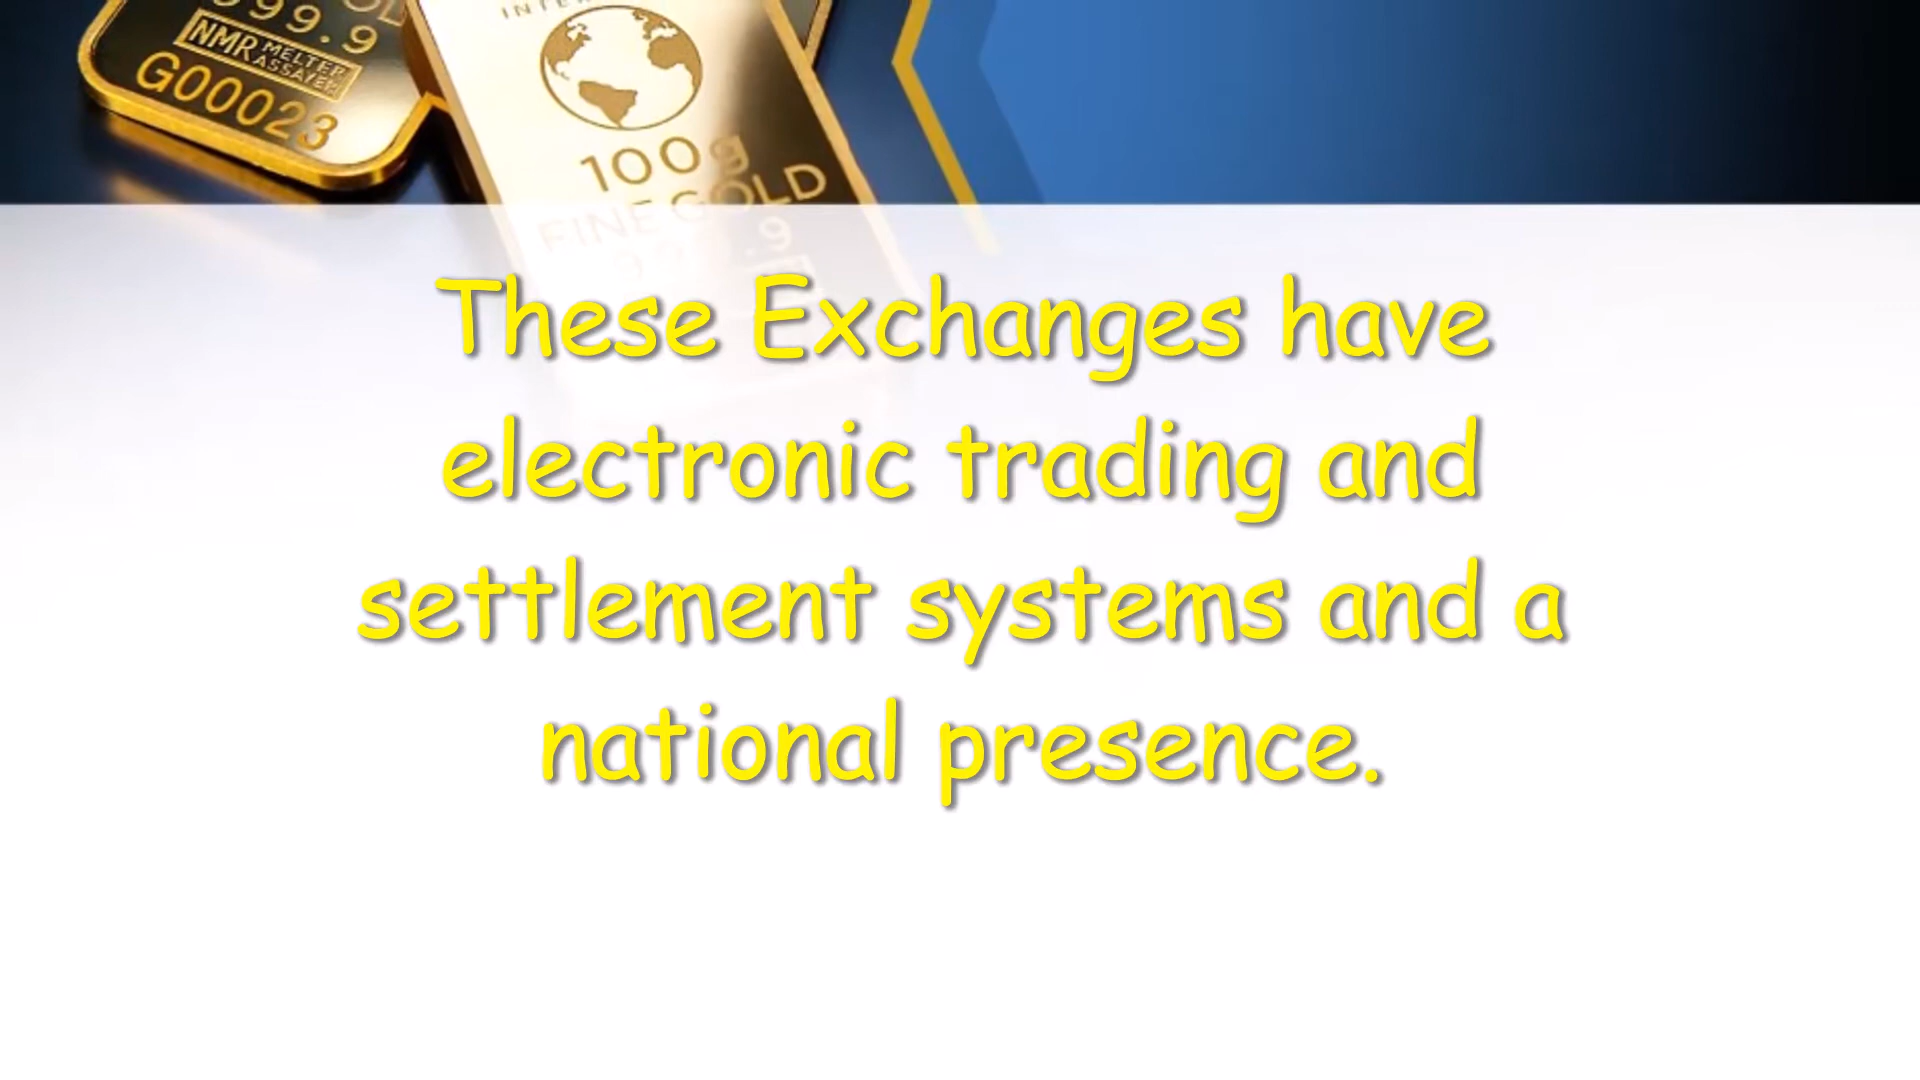 999.9
NMR MELTER
ASSAYER
G00023
100g
FINE GOLD
These Exchanges have
electronic trading and
settlement systems and a
national presence.